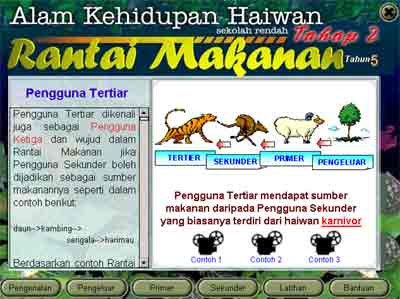 Alam Kehidupan Haiwan
sekolah rendah Tahap 2
Rantai Makanan Tahun 5
Pengguna Tertiar
Pengguna Tertiar dikenali
juga sebagai Pengguna
Ketiga dan wujud dalam
Rantai Makanan jika
Pengguna Sekunder boleh
dijadikan sebagai sumber
makanannya seperti dalam
contoh berikut:
daun-->kambing-->
serigala-->harimau
Berdasarkan contoh Rantai
TERTIER
SEKUNDER
PRIMER
PENGELUAR
Pengguna Tertiar mendapat sumber
makanan daripada Pengguna Sekunder
yang biasanya terdiri dari haiwan karnivor
Contoh 1
Contoh 2
Contoh 3
Pengenalan
Pengeluar
Primer
Sekunder
Latihan
Bantuan